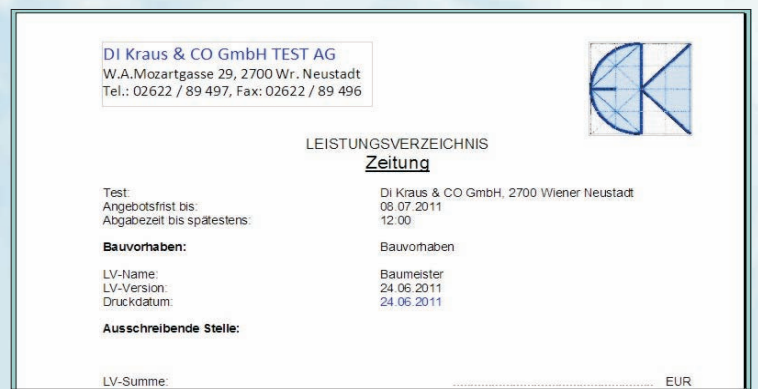 DI Kraus & CO GmbH TEST AG
W.A.Mozartgasse 29, 2700 Wr. Neustadt
Tel.: 02622 / 89 497, Fax: 02622 / 89 496
LEISTUNGSVERZEICHNIS
Zeitung
Test: Di Kraus & CO GmbH, 2700 Wiener Neustadt
Angebotsfrist bis: 08.07.2011
Abgabezeit bis spätestens: 12:00
Bauvorhaben: Bauvorhaben
LV-Name: Baumeister
LV-Version: 24.06.2011
Druckdatum: 24.06.2011
Ausschreibende Stelle:
LV-Summe: ........................................................ EUR